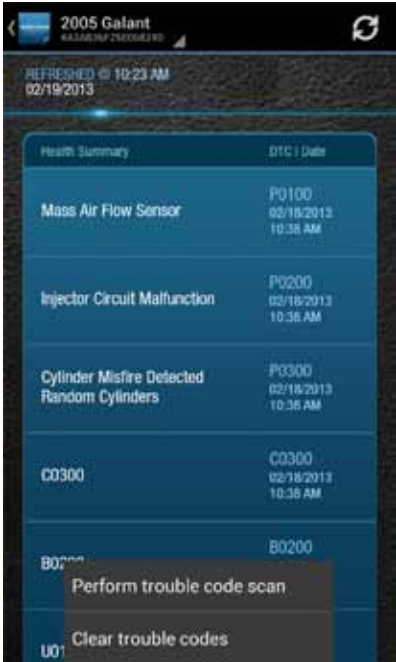 2005 Galant
REFRESHED @ 10:23 AM
02/19/2013
Health Summary DTC | Date
Mass Air Flow Sensor
P0100
02/18/2013
10:36 AM
Injector Circuit Malfunction
P0200
02/18/2013
10:36 AM
Cylinder Misfire Detected
Random Cylinders
P0300
02/18/2013
10:36 AM
C0300
C0300
02/18/2013
10:36 AM
B0200
Perform trouble code scan
Clear trouble codes